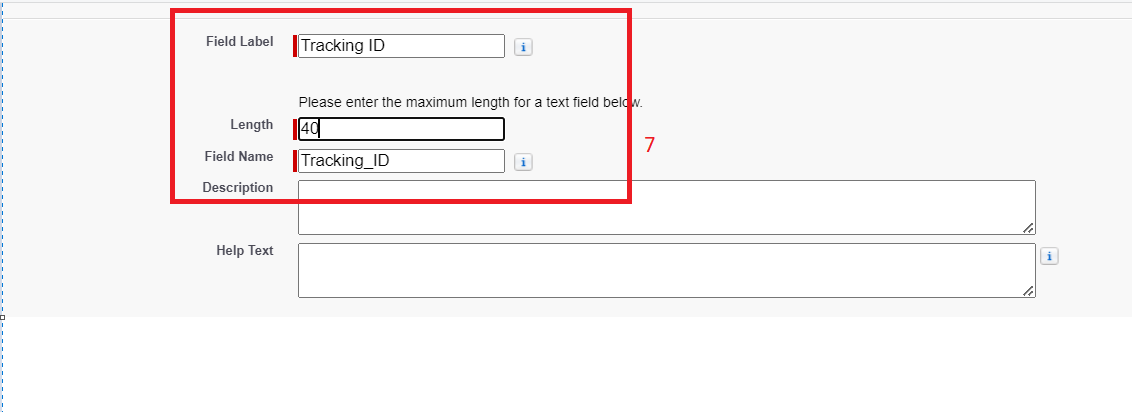 Field Label Tracking ID i
Please enter the maximum length for a text field below.
Length 40
7
Field Name Tracking_ID i
Description
Help Text i